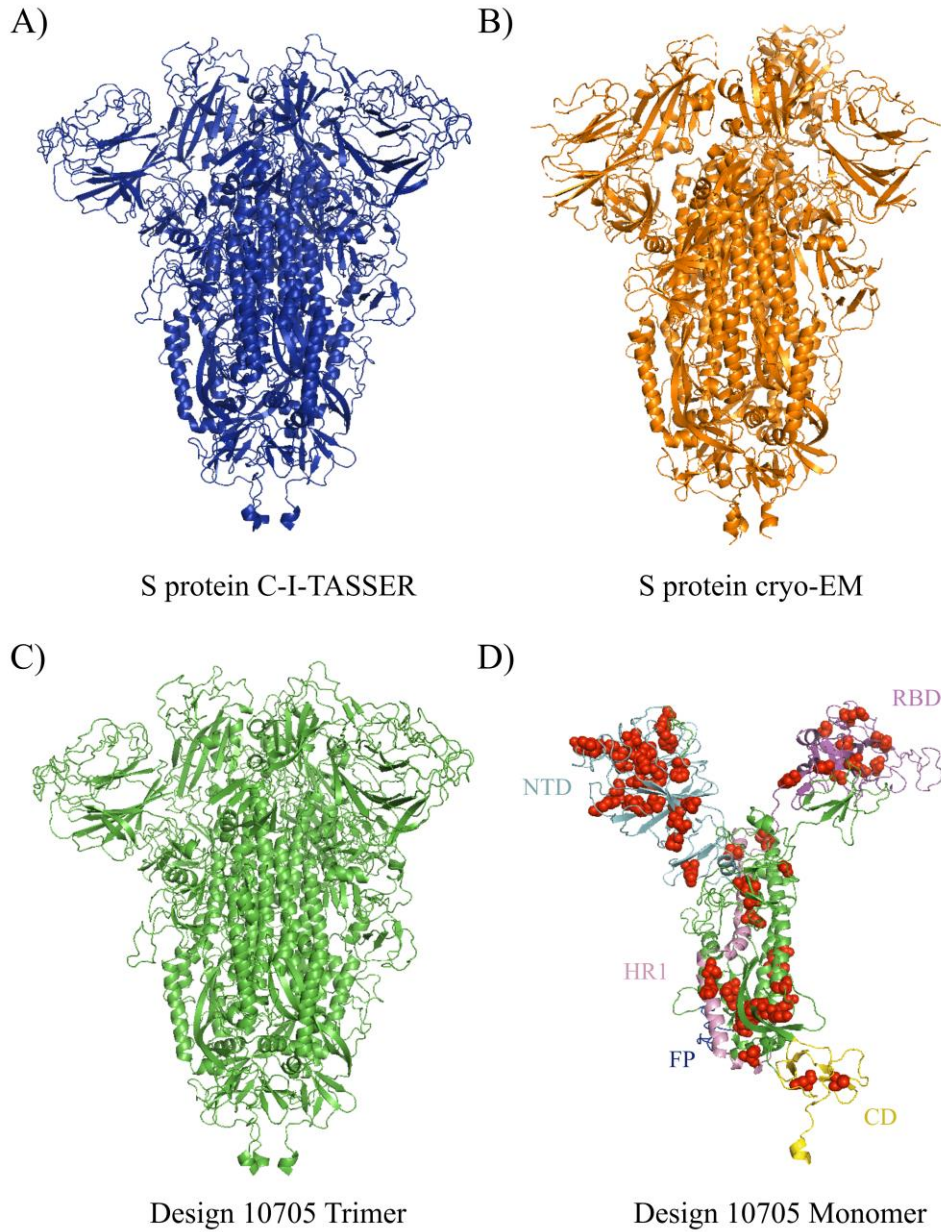 A)
B)
S protein C-I-TASSER
S protein cryo-EM
C)
D)
RBD
NTD
HR1
FP
CD
Design 10705 Trimer
Design 10705 Monomer